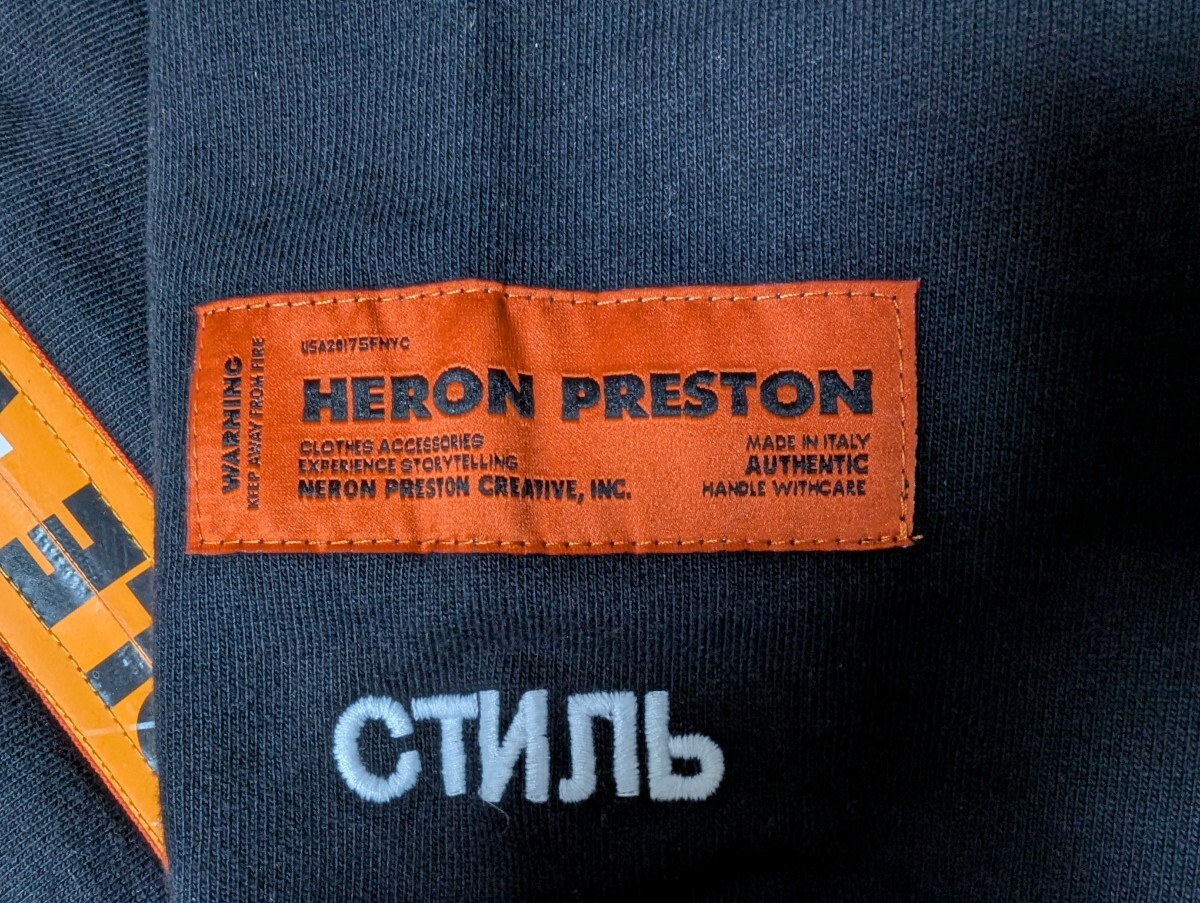 WARNING
KEEP AWAY FROM FIRE
USA20175FNYC
HERON PRESTON
CLOTHES ACCESSORIES
EXPERIENCE STORYTELLING
NERON PRESTON CREATIVE, INC.
MADE IN ITALY
AUTHENTIC
HANDLE WITHCARE
СТИЛЬ